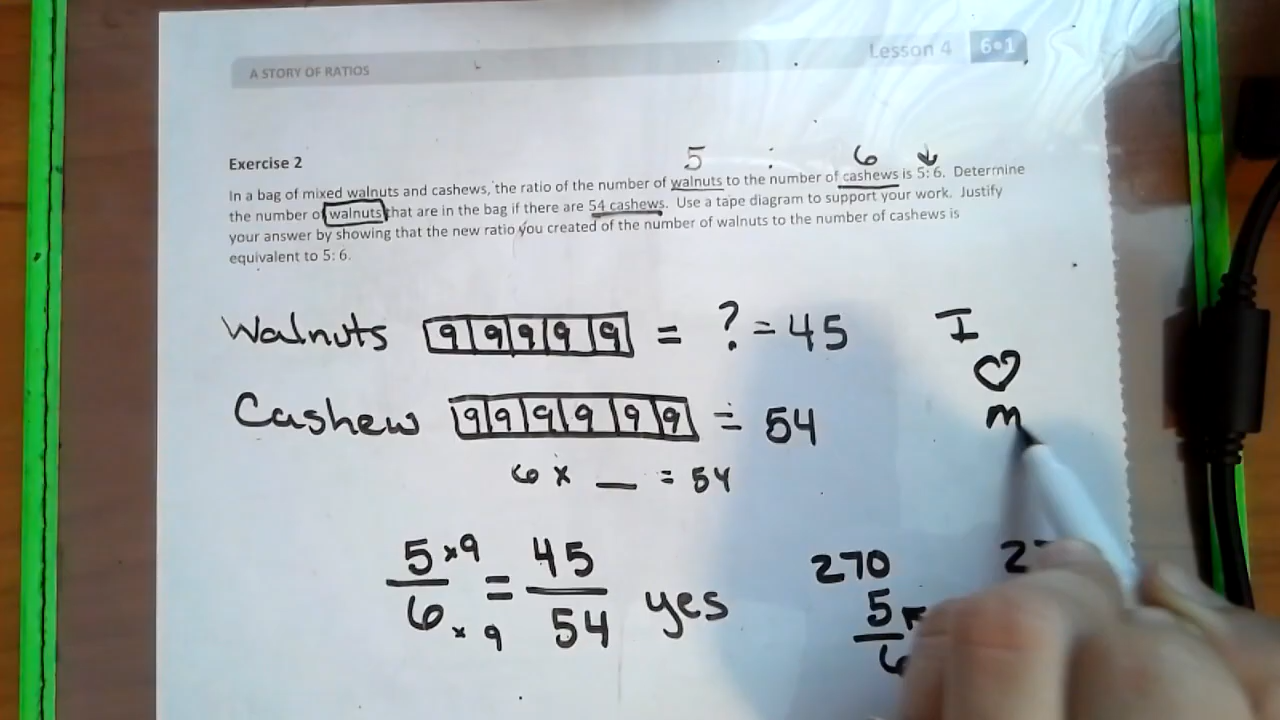 A STORY OF RATIOS
Lesson 4 6•1
Exercise 2
5 : 6 ↓
In a bag of mixed walnuts and cashews, the ratio of the number of walnuts to the number of cashews is 5:6. Determine
the number of walnuts that are in the bag if there are 54 cashews. Use a tape diagram to support your work. Justify
your answer by showing that the new ratio you created of the number of walnuts to the number of cashews is
equivalent to 5:6.
Walnuts 9 9 9 9 9 = ? = 45
I
♡
m
Cashew 9 9 9 9 9 9 = 54
6 x __ = 54
5 x9 = 45
6 x 9 54
yes
270
5
6